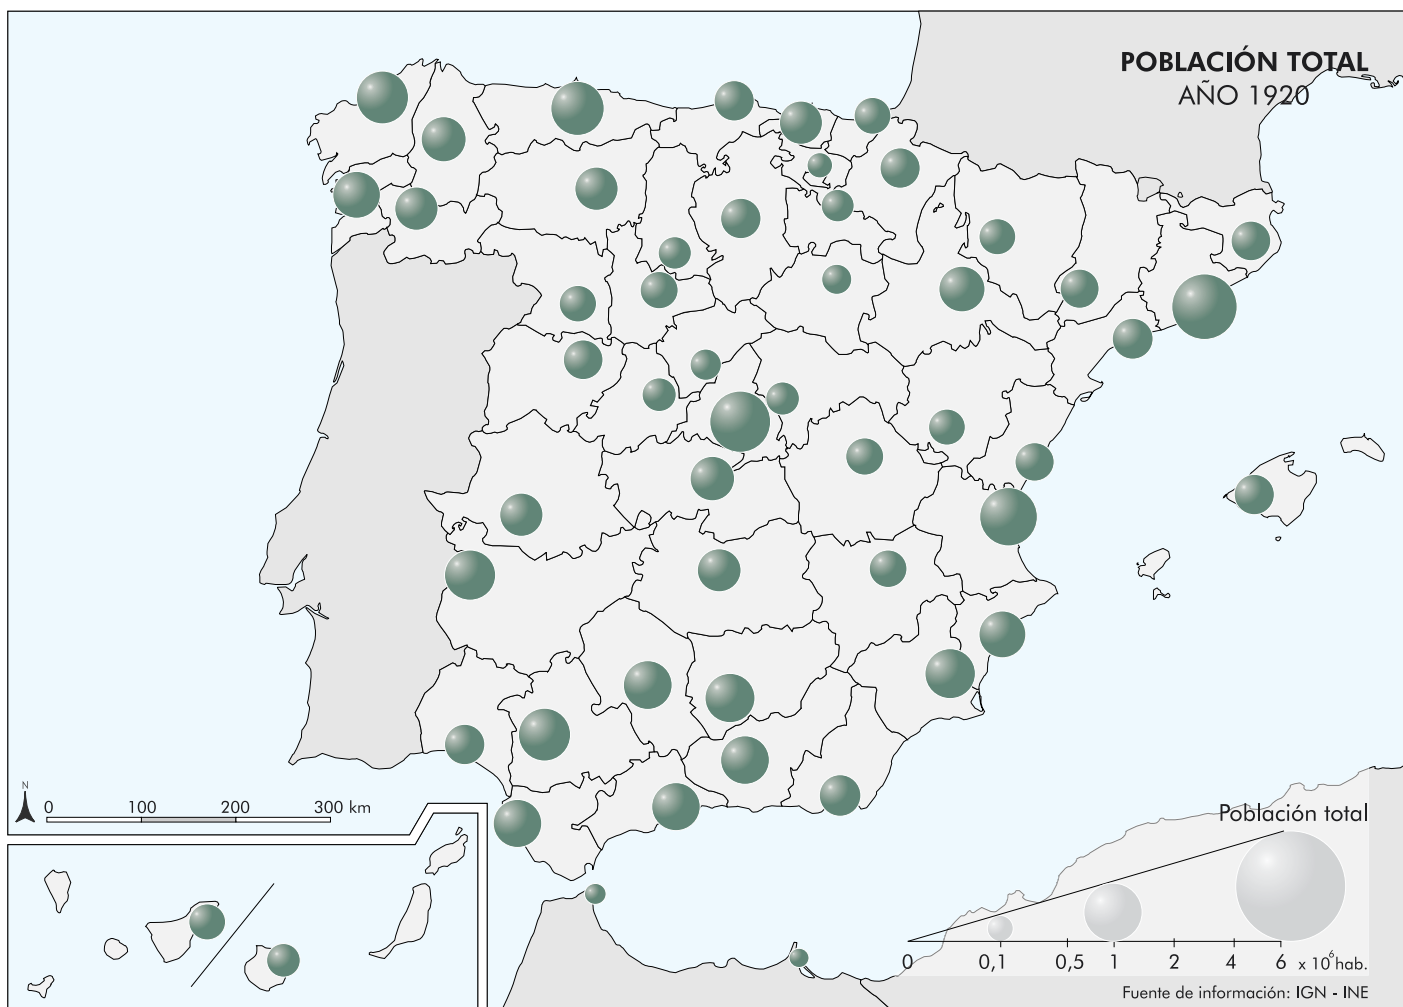 POBLACIÓN TOTAL
AÑO 1920
N
0 100 200 300 km
Población total
0 0,1 0,5 1 2 4 6 x 10⁶ hab.
Fuente de información: IGN - INE